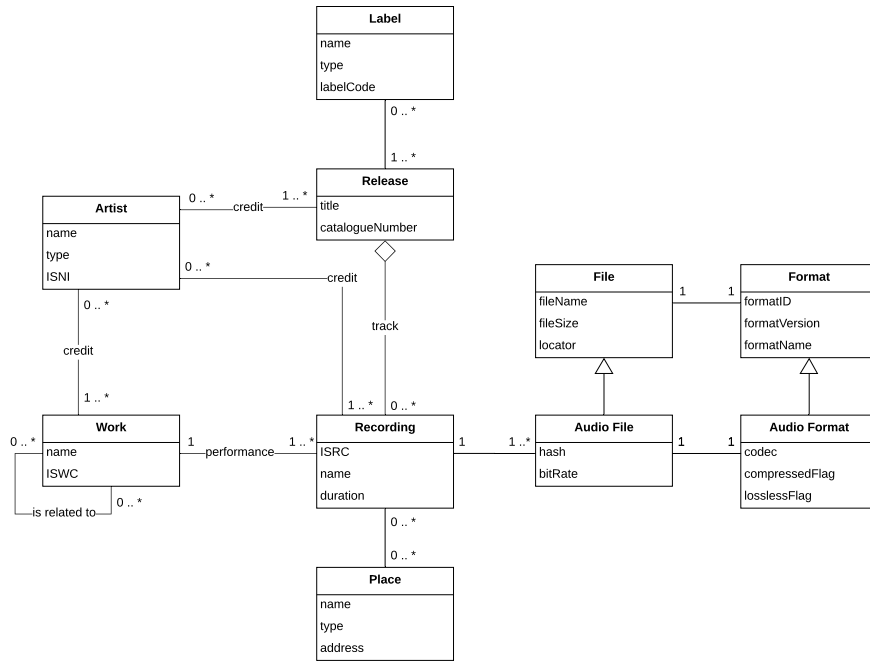 Label
name
type
labelCode
0 .. *
1 .. *
Release
title
catalogueNumber
0 .. *
credit
1 .. *
Artist
name
type
ISNI
0 .. *
credit
0 .. *
credit
1 .. *
track
1 .. *
0 .. *
File
fileName
fileSize
locator
1
1
Format
formatID
formatVersion
formatName
0 .. *
Work
name
ISWC
is related to
0 .. *
1
performance
1 .. *
Recording
ISRC
name
duration
1
1..*
Audio File
hash
bitRate
1
1
Audio Format
codec
compressedFlag
losslessFlag
0 .. *
0 .. *
Place
name
type
address